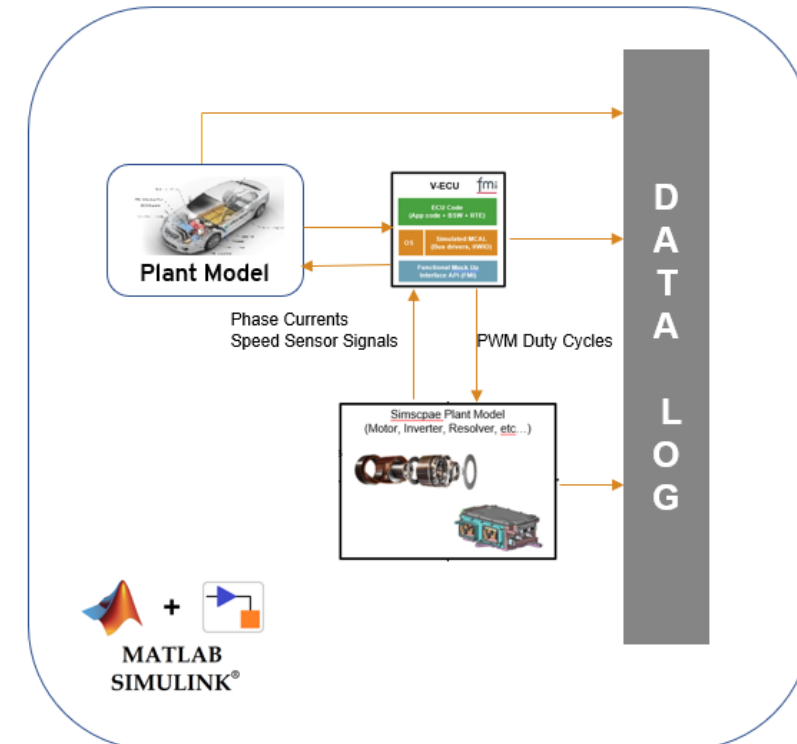 V-ECU
fmi
ECU Code
(App code + BSW + RTE)
OS
Simulated MCAL
(Bus drivers, HWIO)
Functional Mock Up
Interface API (FMI)
Plant Model
Phase Currents
Speed Sensor Signals
PWM Duty Cycles
Simscpae Plant Model
(Motor, Inverter, Resolver, etc…)
DATA LOG
+
MATLAB
SIMULINK®